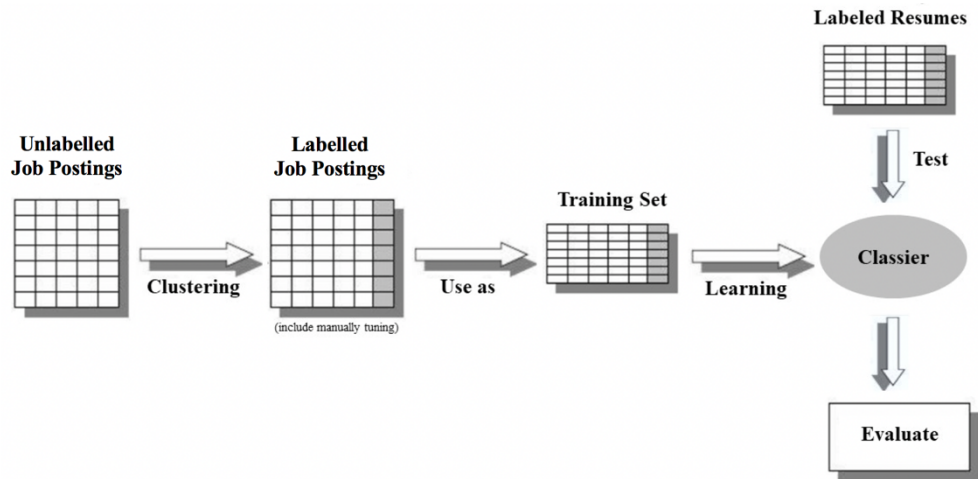 Labeled Resumes
Unlabelled
Job Postings
Labelled
Job Postings
Test
Training Set
Classier
Clustering
Use as
Learning
(include manually tuning)
Evaluate